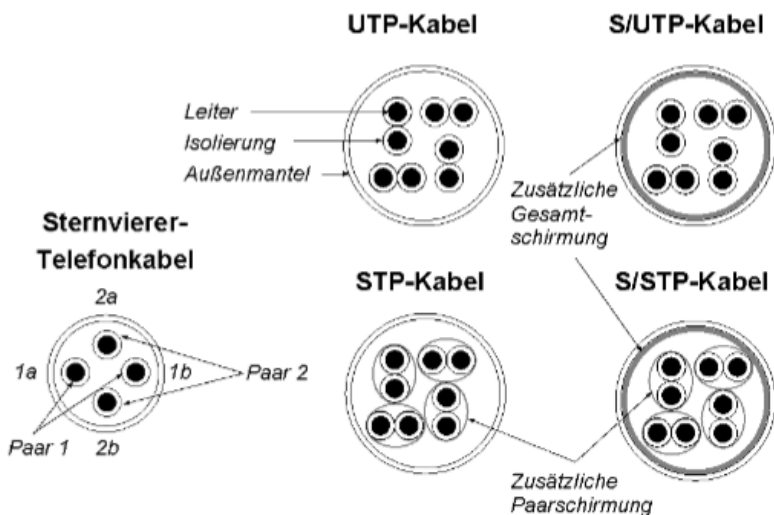 UTP-Kabel
S/UTP-Kabel
Leiter
Isolierung
Außenmantel
Zusätzliche
Gesamt-
schirmung
Sternvierer-
Telefonkabel
2a
1a
1b
Paar 2
Paar 1
2b
STP-Kabel
S/STP-Kabel
Zusätzliche
Paarschirmung